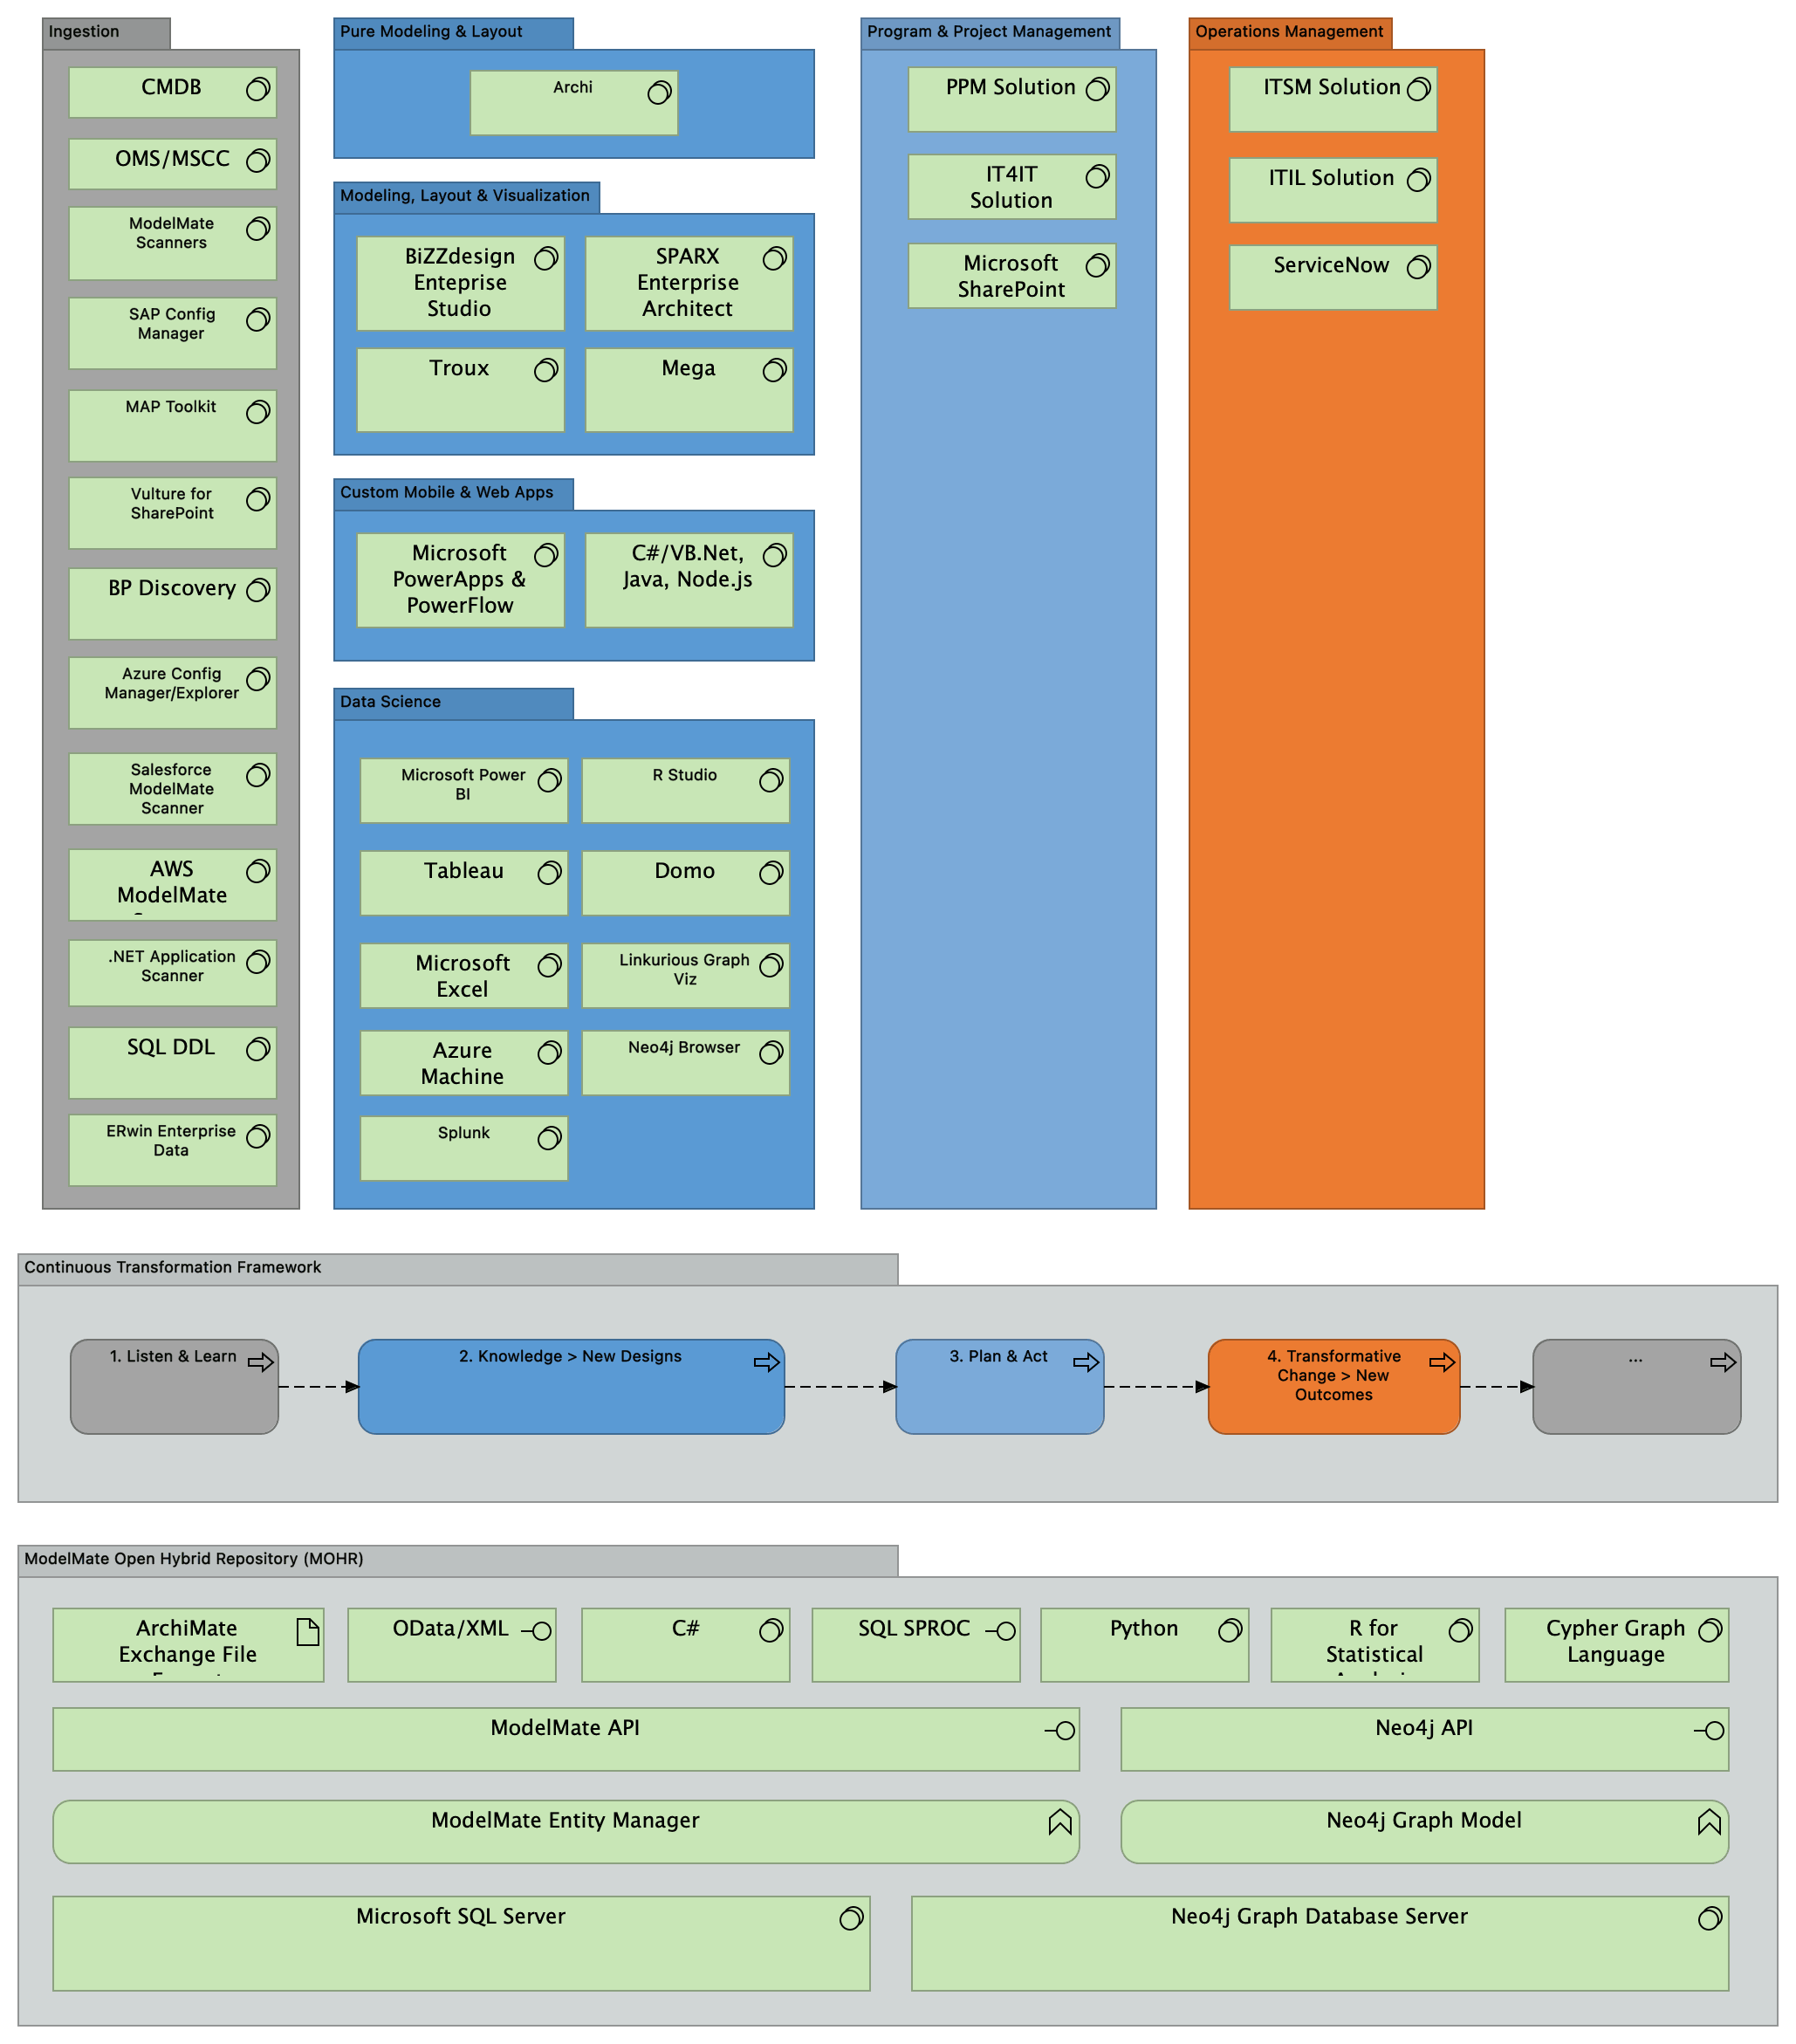 Ingestion
CMDB
OMS/MSCC
ModelMate
Scanners
SAP Config
Manager
MAP Toolkit
Vulture for
SharePoint
BP Discovery
Azure Config
Manager/Explorer
Salesforce
ModelMate
Scanner
AWS
ModelMate
.NET Application
Scanner
SQL DDL
ERwin Enterprise
Data
Pure Modeling & Layout
Archi
Modeling, Layout & Visualization
BiZZdesign
Enteprise
Studio
SPARX
Enterprise
Architect
Troux
Mega
Custom Mobile & Web Apps
Microsoft
PowerApps &
PowerFlow
C#/VB.Net,
Java, Node.js
Data Science
Microsoft Power
BI
R Studio
Tableau
Domo
Microsoft
Excel
Linkurious Graph
Viz
Azure
Machine
Neo4j Browser
Splunk
Program & Project Management
PPM Solution
IT4IT
Solution
Microsoft
SharePoint
Operations Management
ITSM Solution
ITIL Solution
ServiceNow
Continuous Transformation Framework
1. Listen & Learn
2. Knowledge > New Designs
3. Plan & Act
4. Transformative
Change > New
Outcomes
...
ModelMate Open Hybrid Repository (MOHR)
ArchiMate
Exchange File
OData/XML
C#
SQL SPROC
Python
R for
Statistical
Cypher Graph
Language
ModelMate API
Neo4j API
ModelMate Entity Manager
Neo4j Graph Model
Microsoft SQL Server
Neo4j Graph Database Server